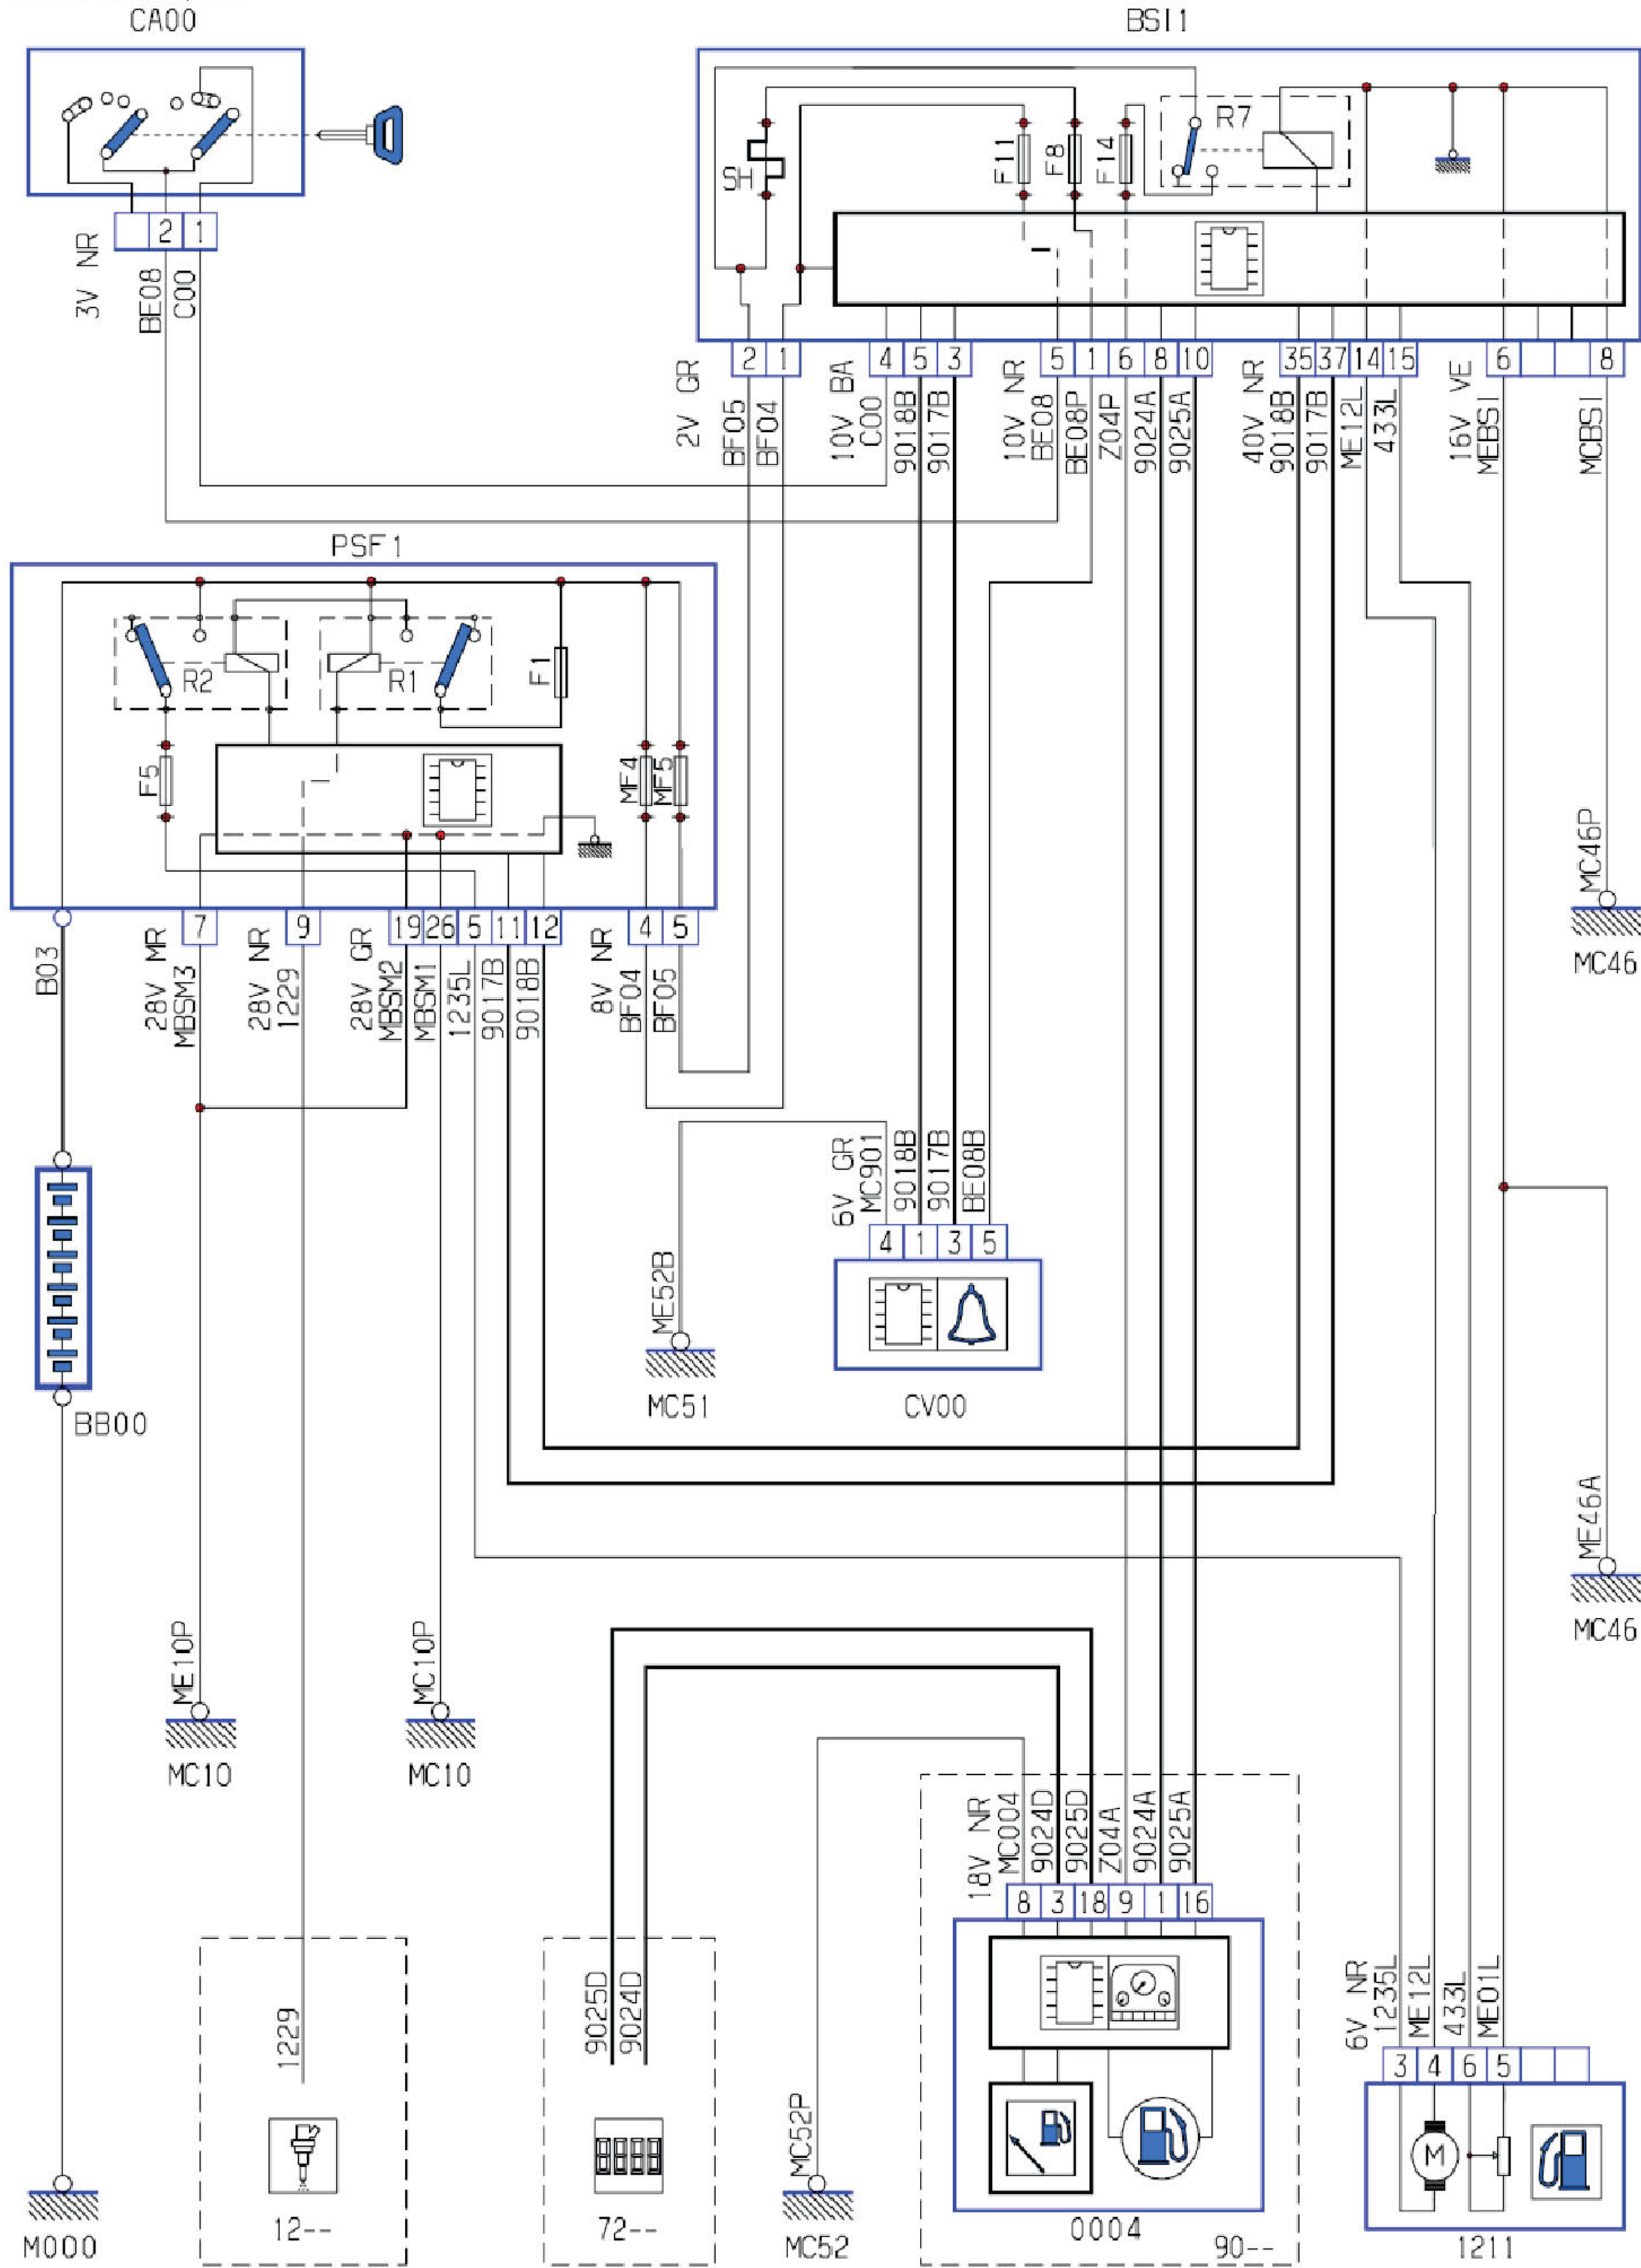 CA00
BSI1
R7
SH
F11
F8
F14
2
1
3V NR
BE08
C00
2
1
4
5
3
5
1
6
8
10
35
37
14
15
6
8
2V GR
BF05
BF04
10V BA
C00
9018B
9017B
10V NR
BE08
BE08P
Z04P
9024A
9025A
40V NR
9018B
9017B
ME12L
433L
16V VE
MEBSI
MCBSI
PSF1
R2
R1
F1
F5
MF4
MF5
7
9
19
26
5
11
12
4
5
B03
28V MR
MBSM3
28V NR
1229
28V GR
MBSM2
MBSM1
1235L
9017B
9018B
8V NR
BF04
BF05
MC46P
MC46
6V GR
MC901
9018B
9017B
BE08B
4
1
3
5
ME52B
MC51
CV00
BB00
ME46A
MC46
ME10P
MC10
MC10P
MC10
18V NR
MC004
9024D
9025D
Z04A
9024A
9025A
8
3
18
9
1
16
6V NR
1235L
ME12L
433L
ME01L
3
4
6
5
1229
9025D
9024D
MC52P
M
M000
12--
72--
MC52
0004
90--
1211